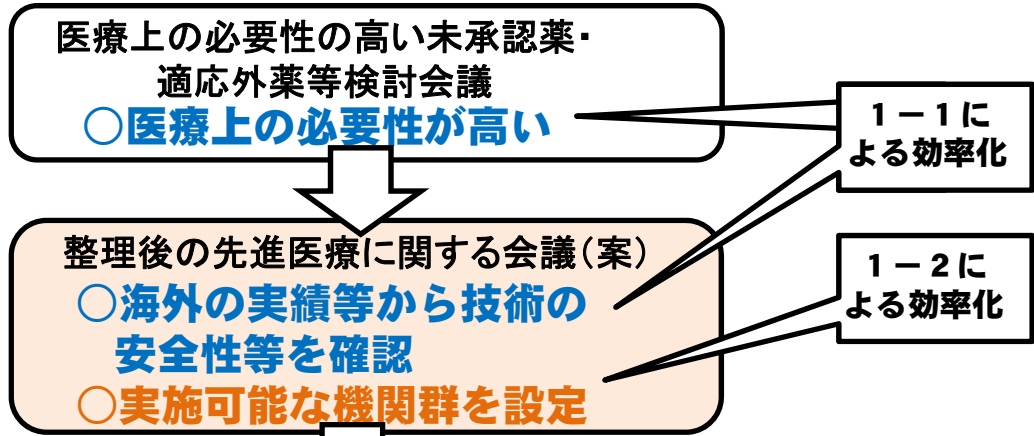 医療上の必要性の高い未承認薬・
適応外薬等検討会議
○医療上の必要性が高い
1－1に
よる効率化
整理後の先進医療に関する会議（案）
○海外の実績等から技術の
安全性等を確認
○実施可能な機関群を設定
1－2に
よる効率化